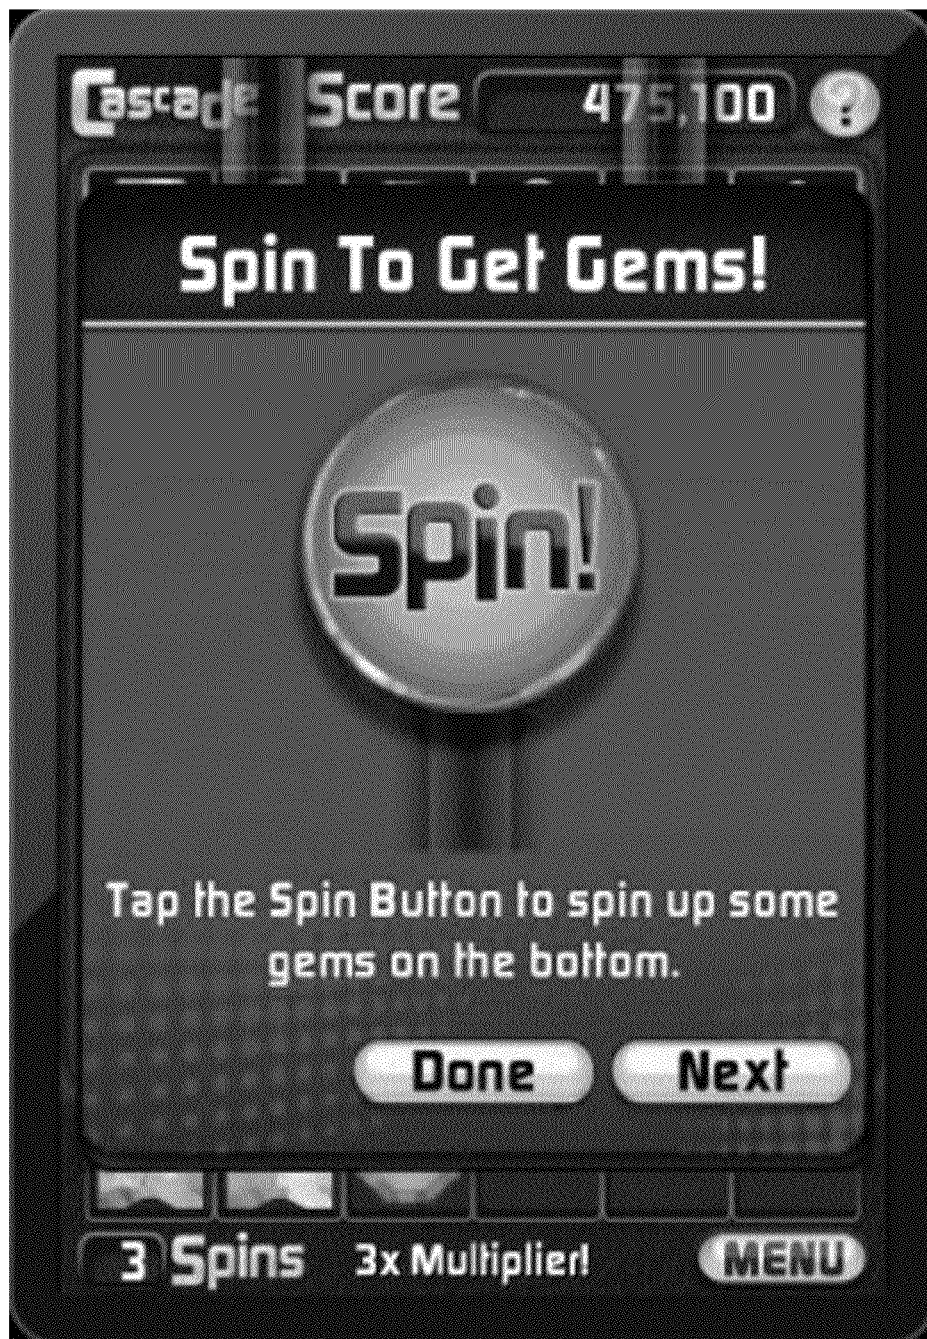 Cascade Score 475,100 ?
Spin To Get Gems!
Spin!
Tap the Spin Button to spin up some
gems on the bottom.
Done Next
3 Spins 3x Multiplier! MENU